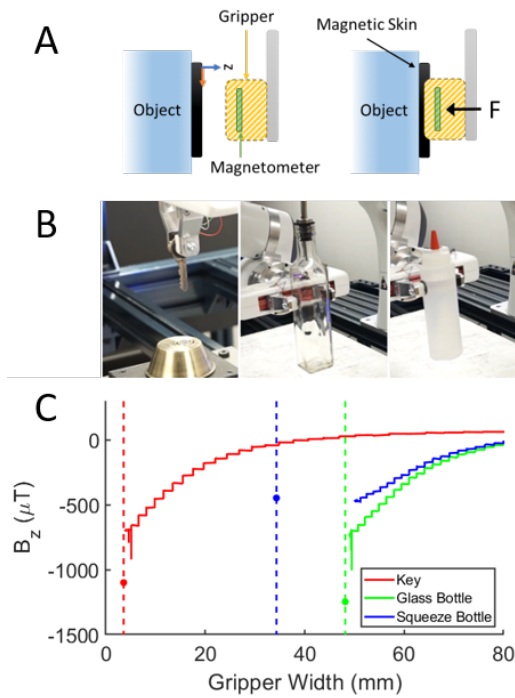 A
Gripper
Magnetic Skin
z
Object
Object
F
Magnetometer
B
C
0
-500
-1000
-1500
B_z (μT)
Key
Glass Bottle
Squeeze Bottle
0 20 40 60 80
Gripper Width (mm)